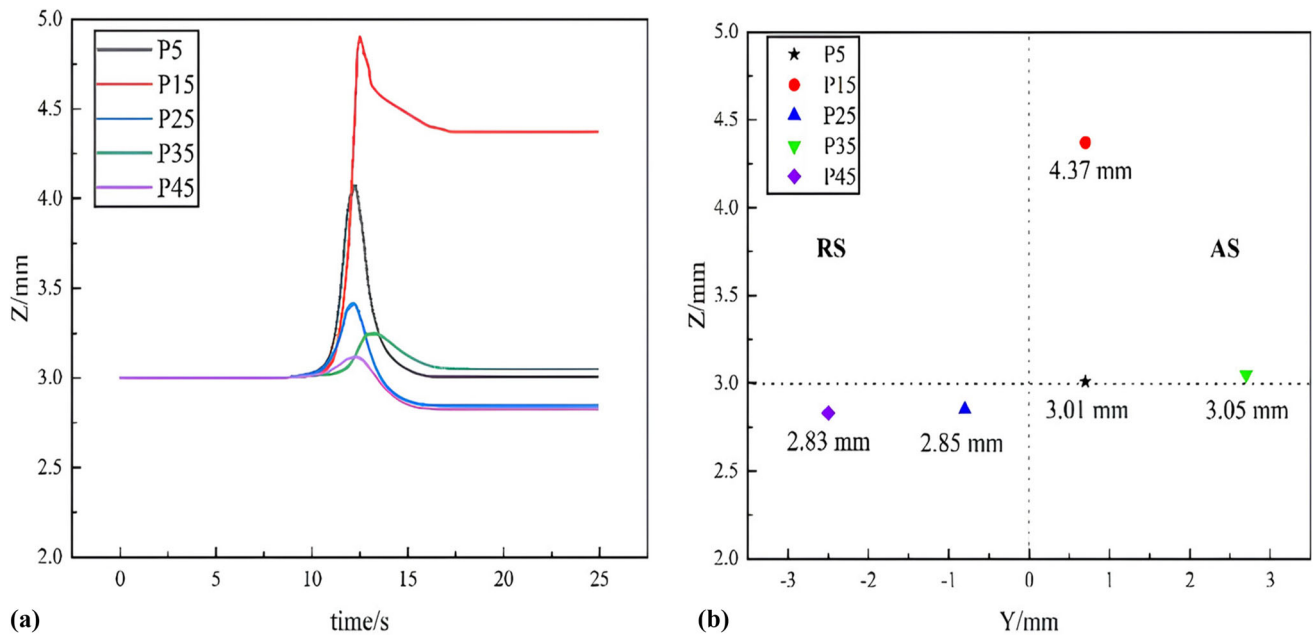 5.0
4.5
4.0
3.5
3.0
2.5
2.0
Z/mm
P5
P15
P25
P35
P45
0 5 10 15 20 25
time/s
(a)
5.0
4.5
4.0
3.5
3.0
2.5
2.0
Z/mm
P5
P15
P25
P35
P45
4.37 mm
RS AS
3.01 mm 3.05 mm
2.83 mm 2.85 mm
-3 -2 -1 0 1 2 3
Y/mm
(b)